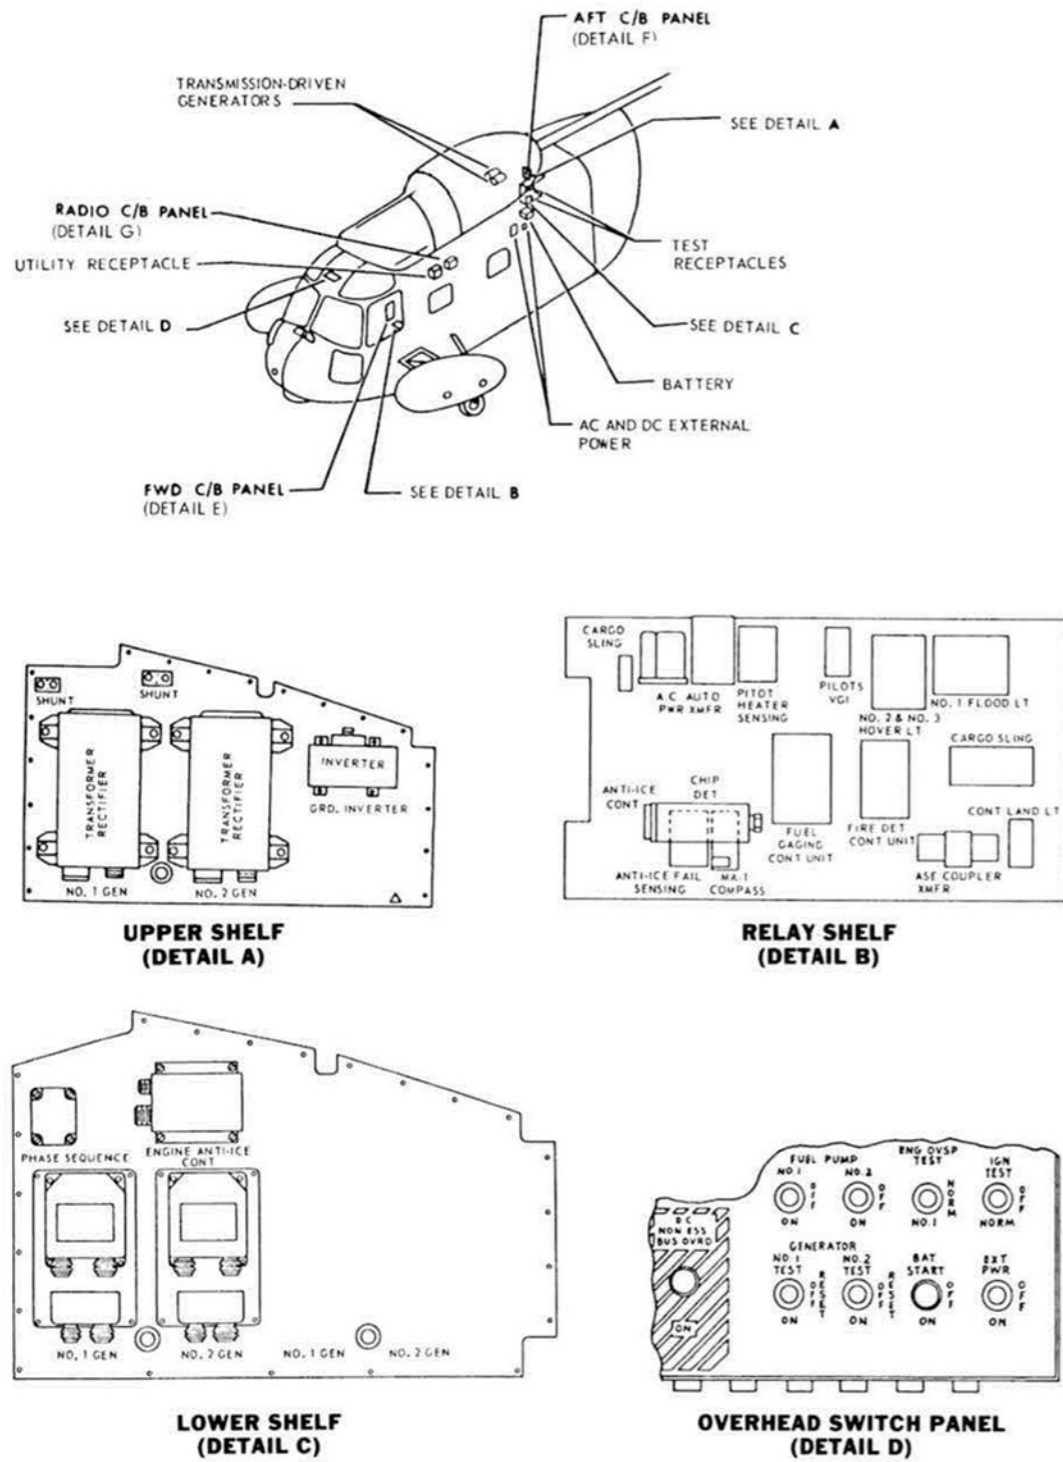 AFT C/B PANEL
(DETAIL F)
TRANSMISSION-DRIVEN
GENERATORS
SEE DETAIL A
RADIO C/B PANEL
(DETAIL G)
UTILITY RECEPTACLE
TEST
RECEPTACLES
SEE DETAIL D
SEE DETAIL C
BATTERY
AC AND DC EXTERNAL
POWER
FWD C/B PANEL
(DETAIL E)
SEE DETAIL B
SHUNT
SHUNT
TRANSFORMER
RECTIFIER
TRANSFORMER
RECTIFIER
INVERTER
GRD. INVERTER
NO. 1 GEN
NO. 2 GEN
UPPER SHELF
(DETAIL A)
CARGO
SLING
A.C. AUTO
PWR XMFR
PITOT
HEATER
SENSING
PILOTS
VGI
NO. 2 & NO. 3
HOVER LT
NO. 1 FLOOD LT
CARGO SLING
ANTI-ICE
CONT
CHIP
DET
FUEL
GAGING
CONT UNIT
FIRE DET
CONT UNIT
CONT LAND LT
ANTI-ICE FAIL
SENSING
MA-1
COMPASS
ASE COUPLER
XMFR
RELAY SHELF
(DETAIL B)
PHASE SEQUENCE
ENGINE ANTI-ICE
CONT
NO. 1 GEN
NO. 2 GEN
NO. 1 GEN
NO. 2 GEN
LOWER SHELF
(DETAIL C)
FUEL PUMP
NO. 1
OFF
ON
NO. 2
OFF
ON
ENG OVSP
TEST
NORM
NO. 1
IGN
TEST
OFF
NORM
DC
NON ESS
BUS OVRD
ON
GENERATOR
NO. 1
TEST
OFF
RESET
ON
NO. 2
TEST
OFF
RESET
ON
BAT
START
OFF
ON
EXT
PWR
OFF
ON
OVERHEAD SWITCH PANEL
(DETAIL D)